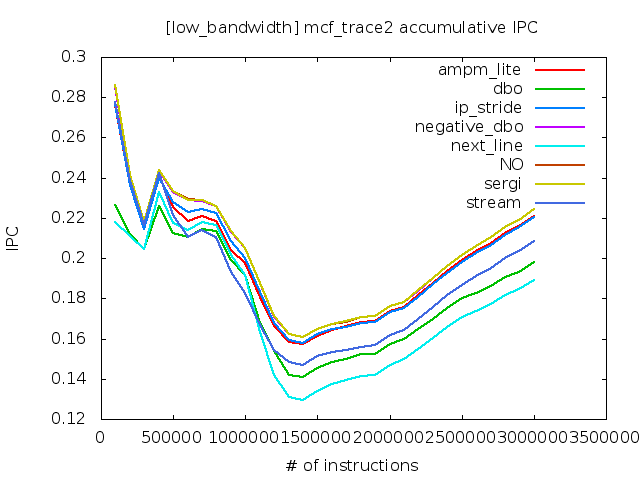 [low_bandwidth] mcf_trace2 accumulative IPC
0.3
0.28
0.26
0.24
0.22
0.2
0.18
0.16
0.14
0.12
IPC
ampm_lite
dbo
ip_stride
negative_dbo
next_line
NO
sergi
stream
0 500000 1000000 1500000 2000000 2500000 3000000 3500000
# of instructions